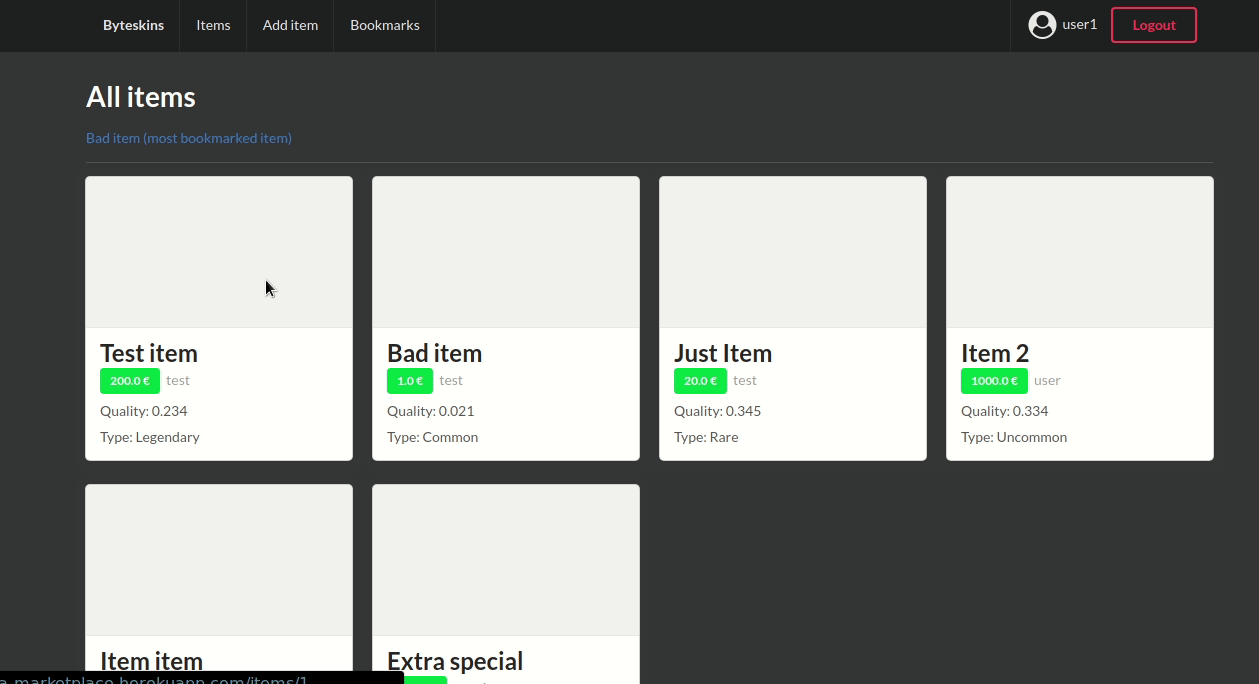 Byteskins Items Add item Bookmarks user1 Logout
All items
Bad item (most bookmarked item)
Test item Bad item Just Item Item 2
200.0 € test 1.0 € test 20.0 € test 1000.0 € user
Quality: 0.234 Quality: 0.021 Quality: 0.345 Quality: 0.334
Type: Legendary Type: Common Type: Rare Type: Uncommon
Item item Extra special
a-marketplace.herokuapp.com/items/1